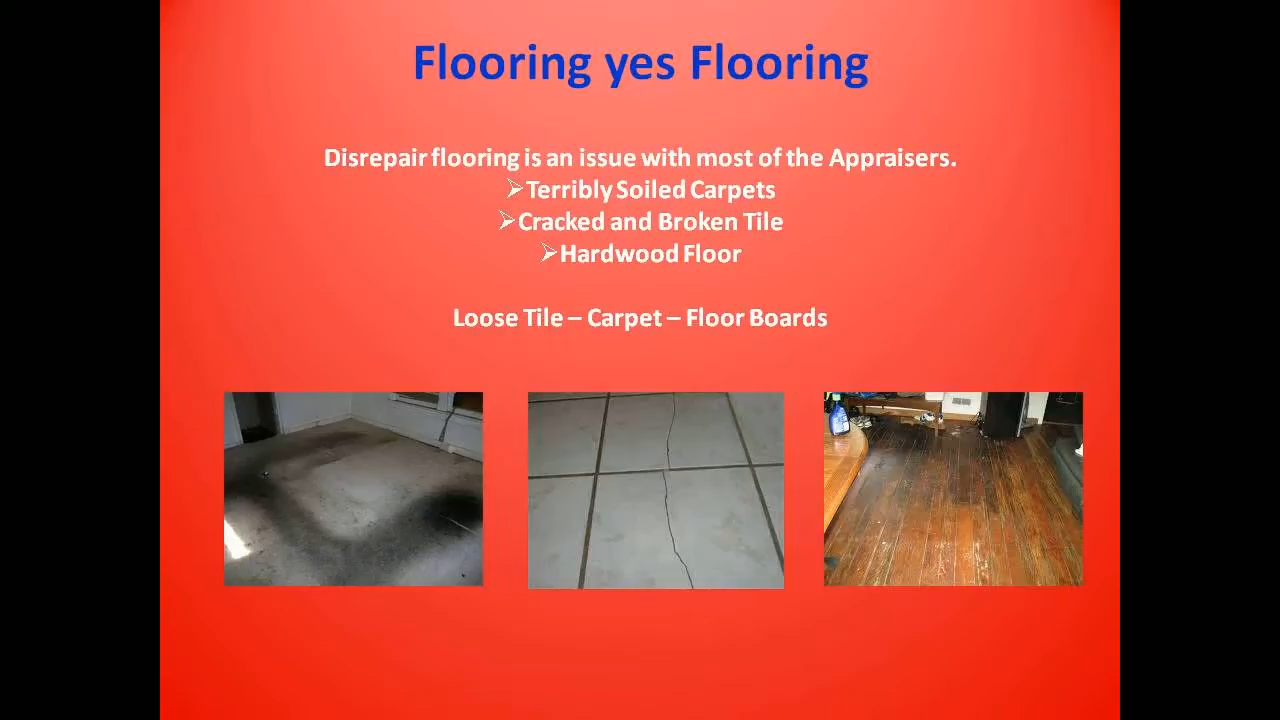 Flooring yes Flooring
Disrepair flooring is an issue with most of the Appraisers.
➢Terribly Soiled Carpets
➢Cracked and Broken Tile
➢Hardwood Floor
Loose Tile – Carpet – Floor Boards